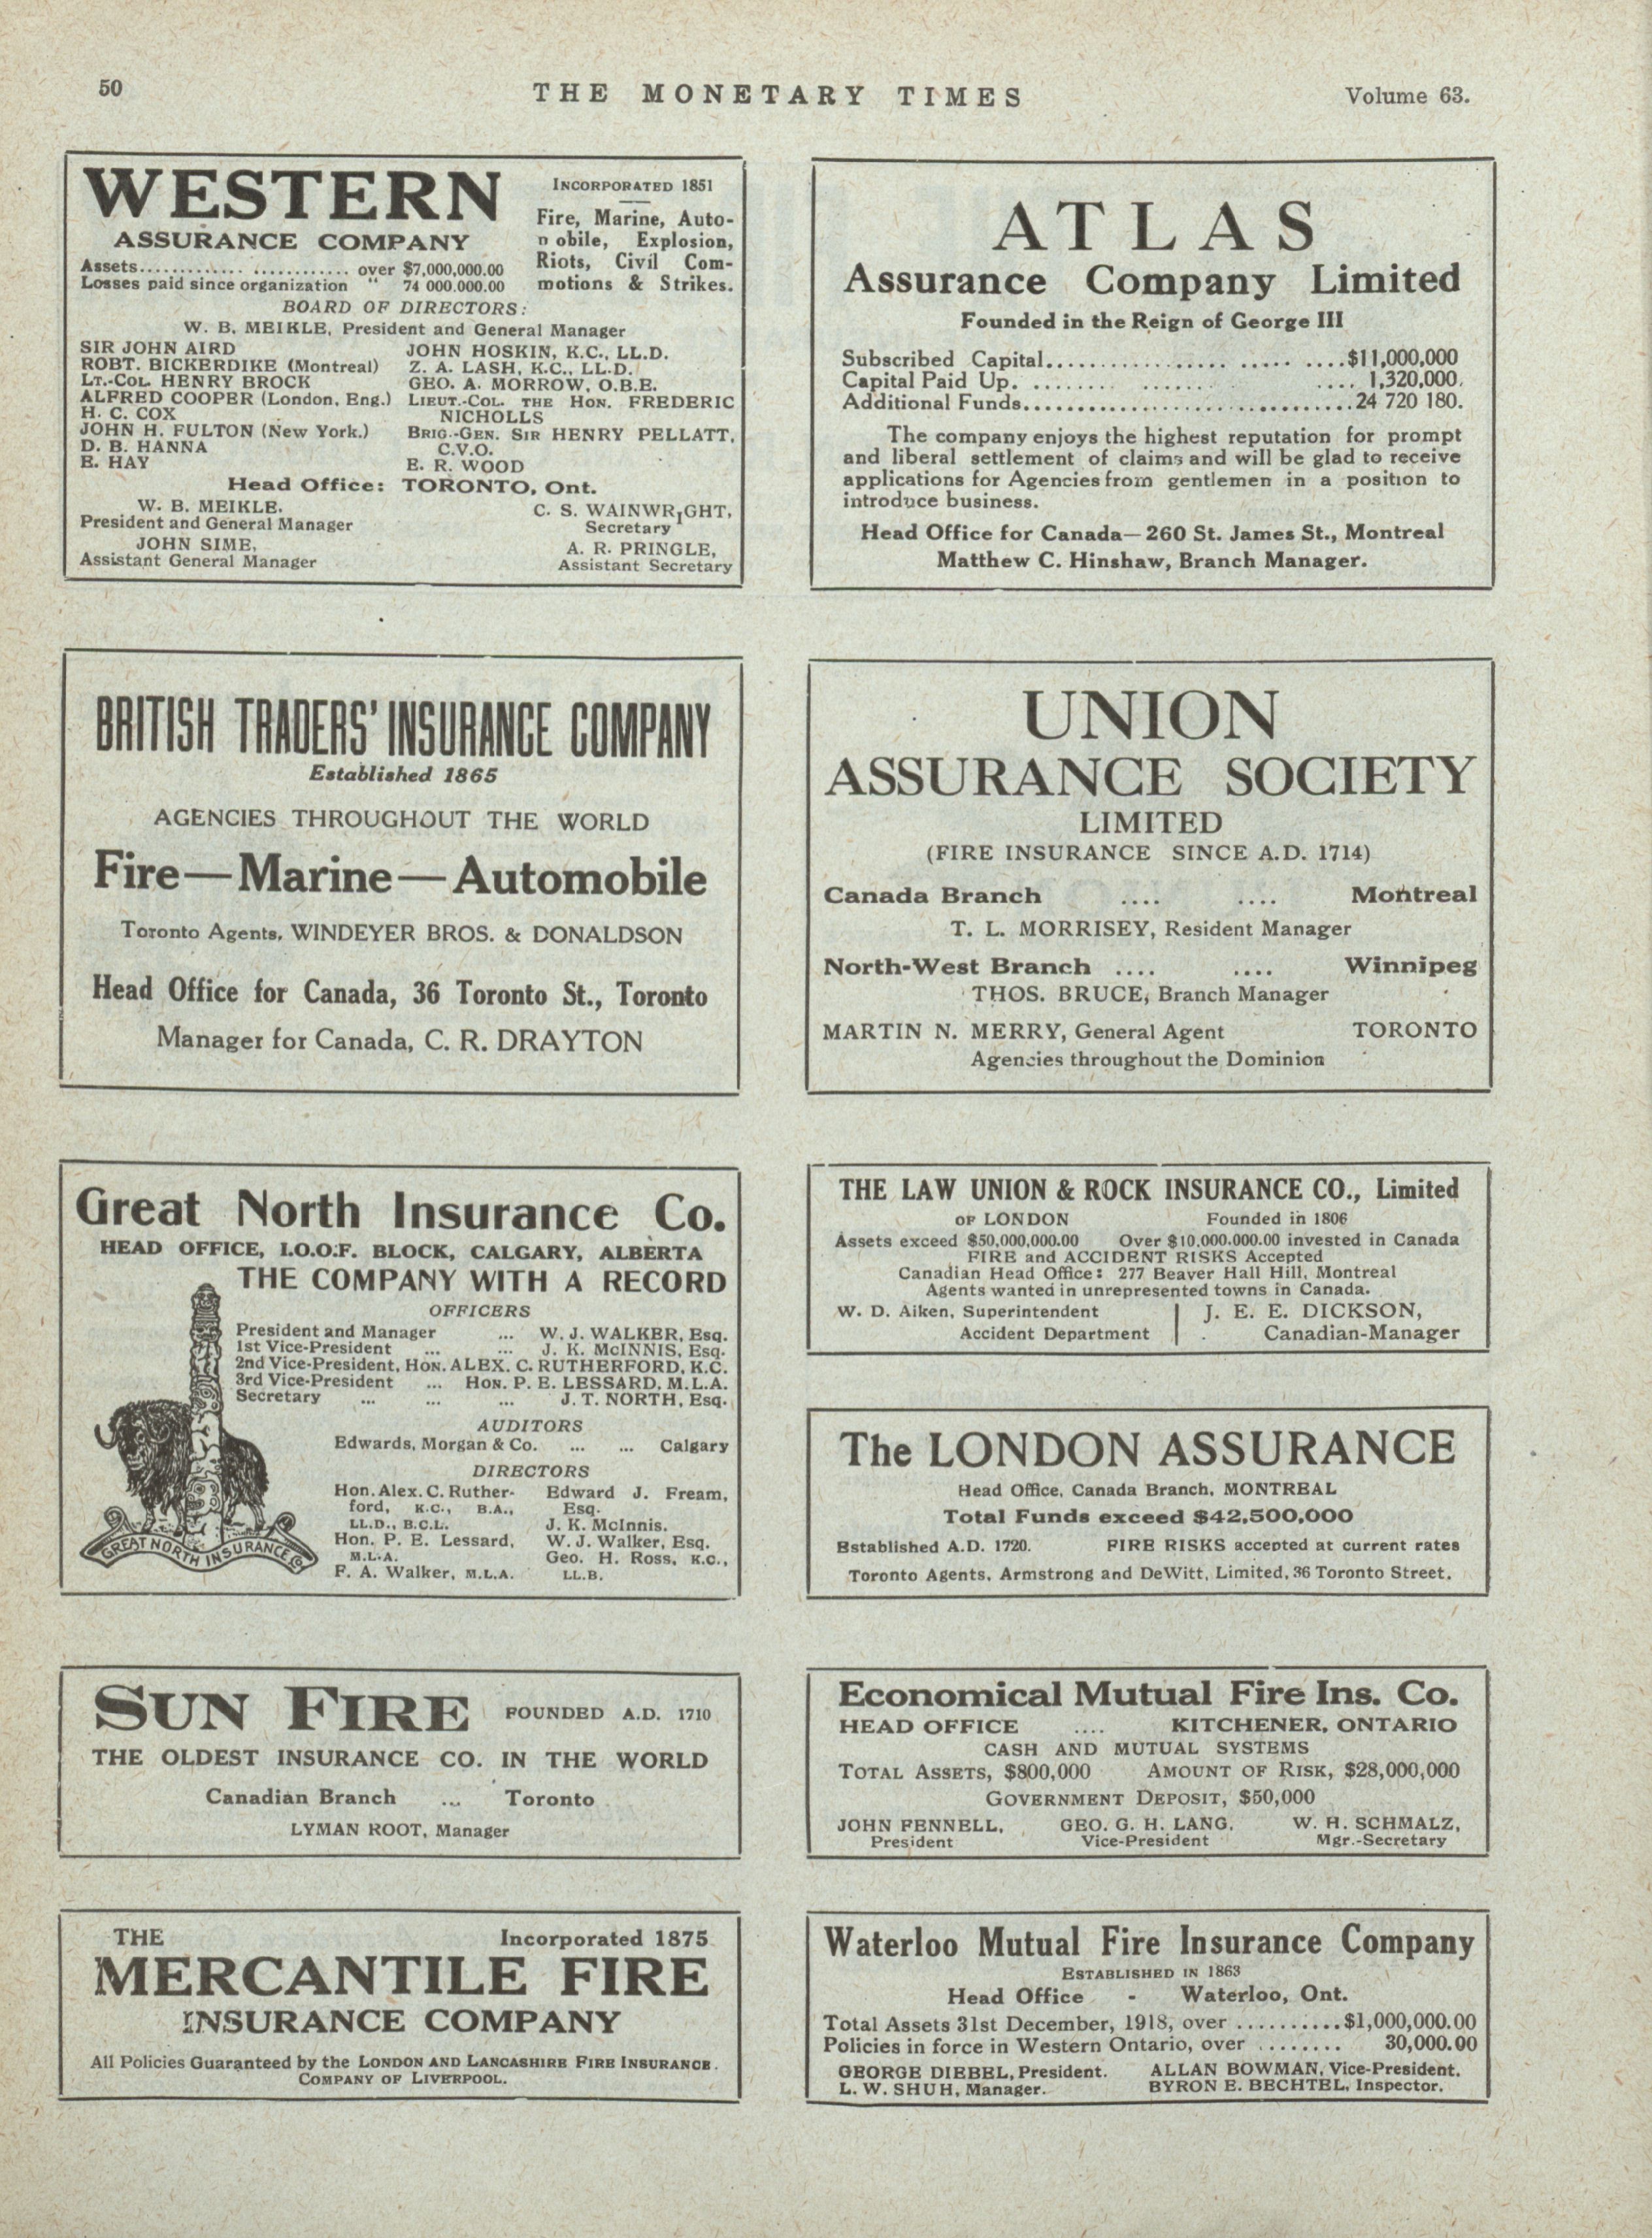 50
THE MONETARY TIMES
Volume 63.
WESTERN
ASSURANCE COMPANY
INCORPORATED 1851
Fire, Marine, Auto-
n obile, Explosion,
Riots, Civil Com-
motions & Strikes.
Assets............. ............ over $7,000,000.00
Losses paid since organization " 74 000.000.00
BOARD OF DIRECTORS:
W. B. MEIKLE, President and General Manager
SIR JOHN AIRD
ROBT. BICKERDIKE (Montreal)
LT.-COL. HENRY BROCK
ALFRED COOPER (London, Eng.)
H. C. COX
JOHN H. FULTON (New York.)
D. B. HANNA
E. HAY
JOHN HOSKIN, K.C., LL.D.
Z. A. LASH, K.C., LL.D.
GEO. A. MORROW, O.B.E.
LIEUT.-COL. THE HON. FREDERIC
NICHOLLS
BRIG.-GEN. SIR HENRY PELLATT,
C.V.O.
E. R. WOOD
Head Office: TORONTO, Ont.
W. B. MEIKLE,
President and General Manager
JOHN SIME,
Assistant General Manager
C. S. WAINWRIGHT,
Secretary
A. R. PRINGLE,
Assistant Secretary
ATLAS
Assurance Company Limited
Founded in the Reign of George III
Subscribed Capital.................. ..... ....$11,000,000
Capital Paid Up. ........ ....... .... 1,320,000.
Additional Funds...............................24 720 180.
The company enjoys the highest reputation for prompt
and liberal settlement of claims and will be glad to receive
applications for Agencies from gentlemen in a position to
introduce business.
Head Office for Canada—260 St. James St., Montreal
Matthew C. Hinshaw, Branch Manager.
BRITISH TRADERS' INSURANCE COMPANY
Established 1865
AGENCIES THROUGHOUT THE WORLD
Fire—Marine—Automobile
Toronto Agents, WINDEYER BROS. & DONALDSON
Head Office for Canada, 36 Toronto St., Toronto
Manager for Canada, C. R. DRAYTON
UNION
ASSURANCE SOCIETY
LIMITED
(FIRE INSURANCE SINCE A.D. 1714)
Canada Branch .... .... Montreal
T. L. MORRISEY, Resident Manager
North-West Branch .... .... Winnipeg
THOS. BRUCE, Branch Manager
MARTIN N. MERRY, General Agent TORONTO
Agencies throughout the Dominion
Great North Insurance Co.
HEAD OFFICE, I.O.O.F. BLOCK, CALGARY, ALBERTA
THE COMPANY WITH A RECORD
OFFICERS
President and Manager ... W. J. WALKER, Esq.
1st Vice-President ... ... J. K. McINNIS, Esq.
2nd Vice-President, HON. ALEX. C. RUTHERFORD, K.C.
3rd Vice-President ... HON. P. E. LESSARD, M.L.A.
Secretary ... ... ... J. T. NORTH, Esq.
AUDITORS
Edwards, Morgan & Co. ... ... Calgary
DIRECTORS
Hon. Alex. C. Ruther-
ford, K.C., B.A.,
LL.D., B.C.L.
Hon. P. E. Lessard,
M.L.A.
F. A. Walker, M.L.A.
Edward J. Fream,
Esq.
J. K. McInnis.
W. J. Walker, Esq.
Geo. H. Ross, K.C.,
LL.B.
GREAT NORTH INSURANCE Co
THE LAW UNION & ROCK INSURANCE CO., Limited
OF LONDON Founded in 1806
Assets exceed $50,000,000.00 Over $10,000.000.00 invested in Canada
FIRE and ACCIDENT RISKS Accepted
Canadian Head Office: 277 Beaver Hall Hill, Montreal
Agents wanted in unrepresented towns in Canada.
W. D. Aiken, Superintendent
Accident Department
J. E. E. DICKSON,
Canadian-Manager
The LONDON ASSURANCE
Head Office, Canada Branch, MONTREAL
Total Funds exceed $42,500,000
Established A.D. 1720. FIRE RISKS accepted at current rates
Toronto Agents, Armstrong and DeWitt, Limited, 36 Toronto Street.
SUN FIRE FOUNDED A.D. 1710
THE OLDEST INSURANCE CO. IN THE WORLD
Canadian Branch ... Toronto
LYMAN ROOT, Manager
Economical Mutual Fire Ins. Co.
HEAD OFFICE .... KITCHENER, ONTARIO
CASH AND MUTUAL SYSTEMS
TOTAL ASSETS, $800,000 AMOUNT OF RISK, $28,000,000
GOVERNMENT DEPOSIT, $50,000
JOHN FENNELL, GEO. G. H. LANG, W. H. SCHMALZ,
President Vice-President Mgr.-Secretary
THE Incorporated 1875
MERCANTILE FIRE
INSURANCE COMPANY
All Policies Guaranteed by the LONDON AND LANCASHIRE FIRE INSURANCE
COMPANY OF LIVERPOOL.
Waterloo Mutual Fire Insurance Company
ESTABLISHED IN 1863
Head Office - Waterloo, Ont.
Total Assets 31st December, 1918, over ..........$1,000,000.00
Policies in force in Western Ontario, over ........ 30,000.00
GEORGE DIEBEL, President. ALLAN BOWMAN, Vice-President.
L. W. SHUH, Manager. BYRON E. BECHTEL, Inspector.